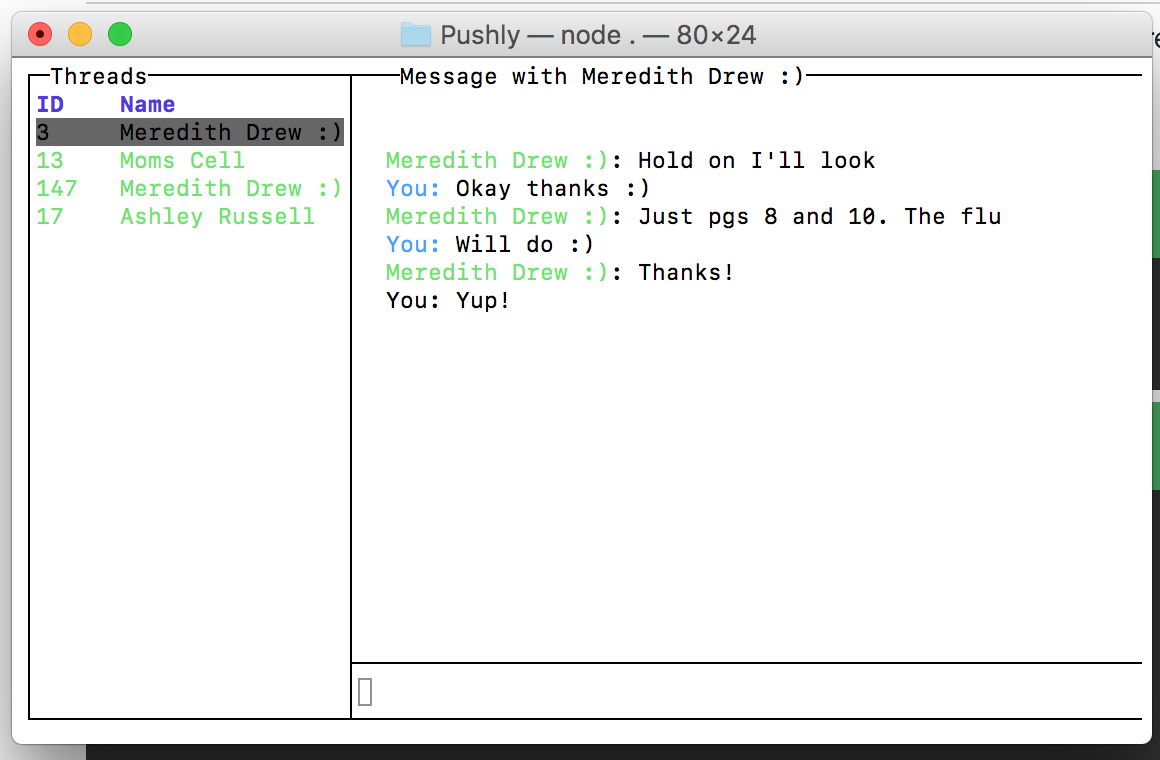 Pushly — node . — 80×24
Threads
ID Name
3 Meredith Drew :)
13 Moms Cell
147 Meredith Drew :)
17 Ashley Russell
Message with Meredith Drew :)
Meredith Drew :): Hold on I'll look
You: Okay thanks :)
Meredith Drew :): Just pgs 8 and 10. The flu
You: Will do :)
Meredith Drew :): Thanks!
You: Yup!